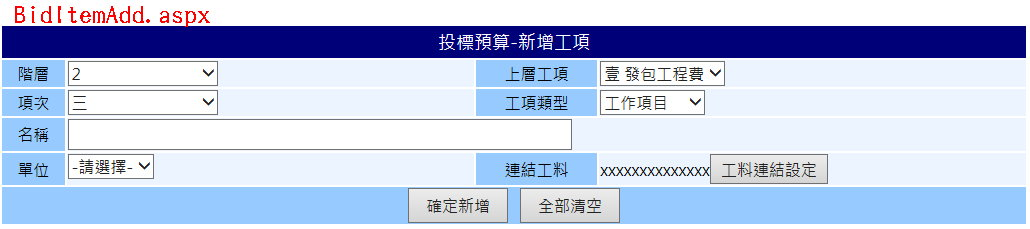 BidItemAdd.aspx
投標預算-新增工項
階層 2 上層工項 壹 發包工程費
項次 三 工項類型 工作項目
名稱
單位 -請選擇- 連結工料 xxxxxxxxxxxxxx 工料連結設定
確定新增 全部清空